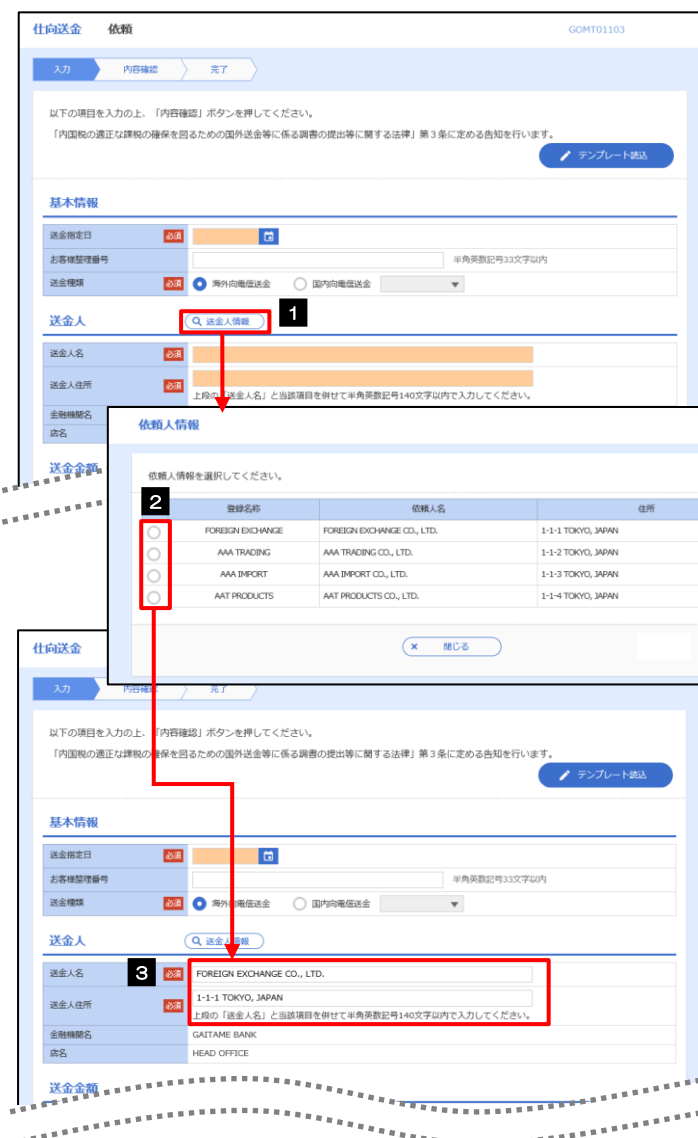 仕向送金 依頼 GOMT01103
入力 内容確認 完了
以下の項目を入力の上、「内容確認」ボタンを押してください。
「内国税の適正な課税の確保を図るための国外送金等に係る調書の提出等に関する法律」第3条に定める告知を行います。
テンプレート読込
基本情報
送金指定日 必須
お客様整理番号 半角英数記号33文字以内
送金種類 必須 海外向電信送金 国内向電信送金
送金人 送金人情報 1
送金人名 必須
送金人住所 必須
上段の「送金人名」と当該項目を併せて半角英数記号140文字以内で入力してください。
金融機関名
店名
送金金額
依頼人情報
依頼人情報を選択してください。
2
登録名称 依頼人名 住所
FOREIGN EXCHANGE FOREIGN EXCHANGE CO., LTD. 1-1-1 TOKYO, JAPAN
AAA TRADING AAA TRADING CO., LTD. 1-1-2 TOKYO, JAPAN
AAA IMPORT AAA IMPORT CO., LTD. 1-1-3 TOKYO, JAPAN
AAT PRODUCTS AAT PRODUCTS CO., LTD. 1-1-4 TOKYO, JAPAN
× 閉じる
仕向送金
入力 内容確認 完了
以下の項目を入力の上、「内容確認」ボタンを押してください。
「内国税の適正な課税の確保を図るための国外送金等に係る調書の提出等に関する法律」第3条に定める告知を行います。
テンプレート読込
基本情報
送金指定日 必須
お客様整理番号 半角英数記号33文字以内
送金種類 必須 海外向電信送金 国内向電信送金
送金人 送金人情報
送金人名 3 必須 FOREIGN EXCHANGE CO., LTD.
送金人住所 必須 1-1-1 TOKYO, JAPAN
上段の「送金人名」と当該項目を併せて半角英数記号140文字以内で入力してください。
金融機関名 GAITAME BANK
店名 HEAD OFFICE
送金金額